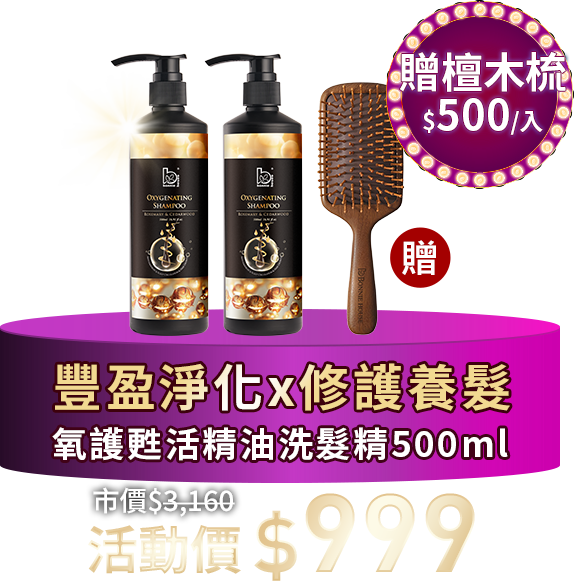 贈檀木梳
$500/入
OXYGENATING
SHAMPOO
ROSEMARY & CEDARWOOD
OXYGENATING
SHAMPOO
ROSEMARY & CEDARWOOD
贈
BONNIE HOUSE
豐盈淨化x修護養髮
氧護甦活精油洗髮精500ml
市價$3,160
活動價$999